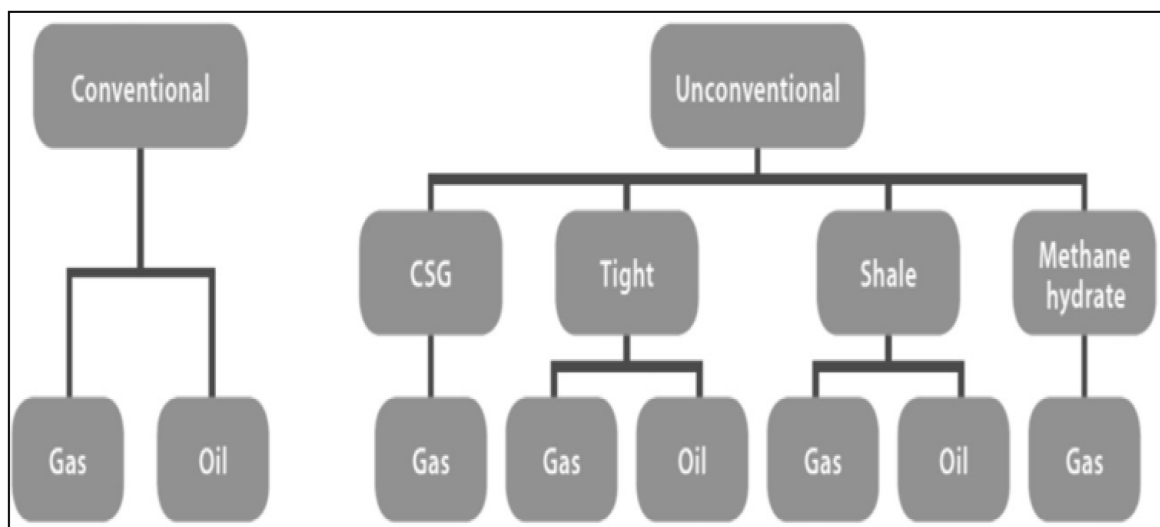 Conventional
Unconventional
CSG
Tight
Shale
Methane
hydrate
Gas
Oil
Gas
Gas
Oil
Gas
Oil
Gas